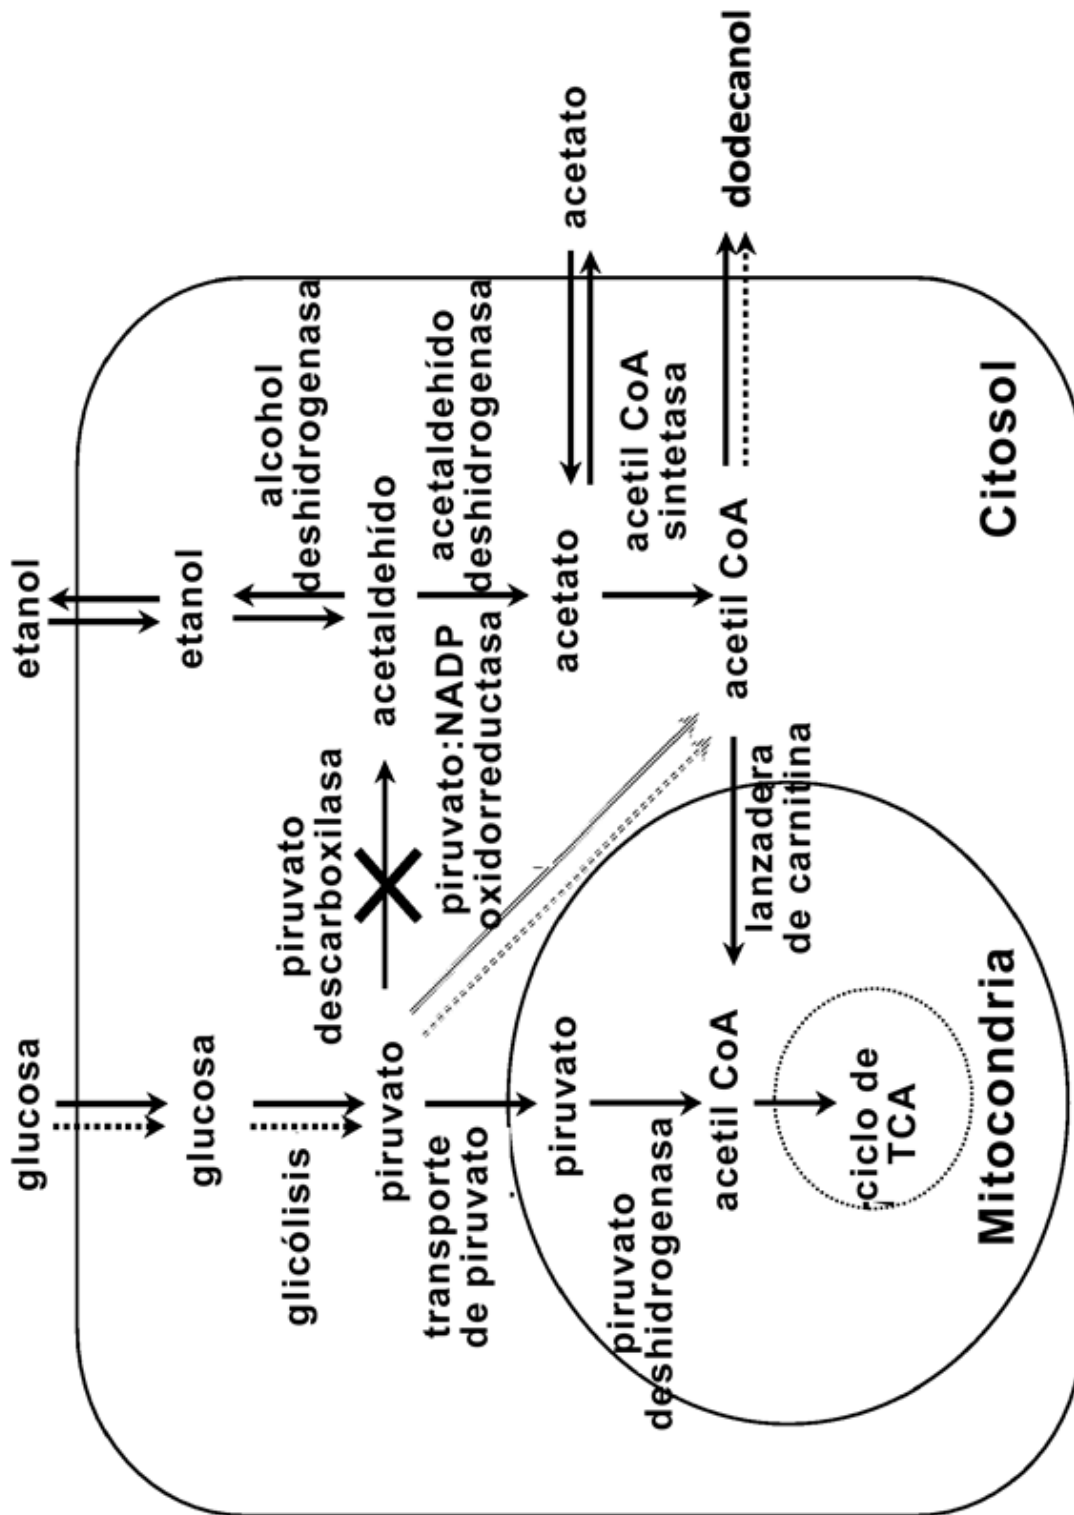 glucosa
etanol
glucosa
etanol
glicólisis
piruvato
descarboxilasa
alcohol
deshidrogenasa
piruvato
acetaldehído
transporte
de piruvato
piruvato:NADP
oxidorreductasa
acetaldehído
deshidrogenasa
piruvato
acetato
acetato
piruvato
deshidrogenasa
acetil CoA
sintetasa
acetil CoA
acetil CoA
dodecanol
lanzadera
de carnitina
ciclo de
TCA
Mitocondria
Citosol